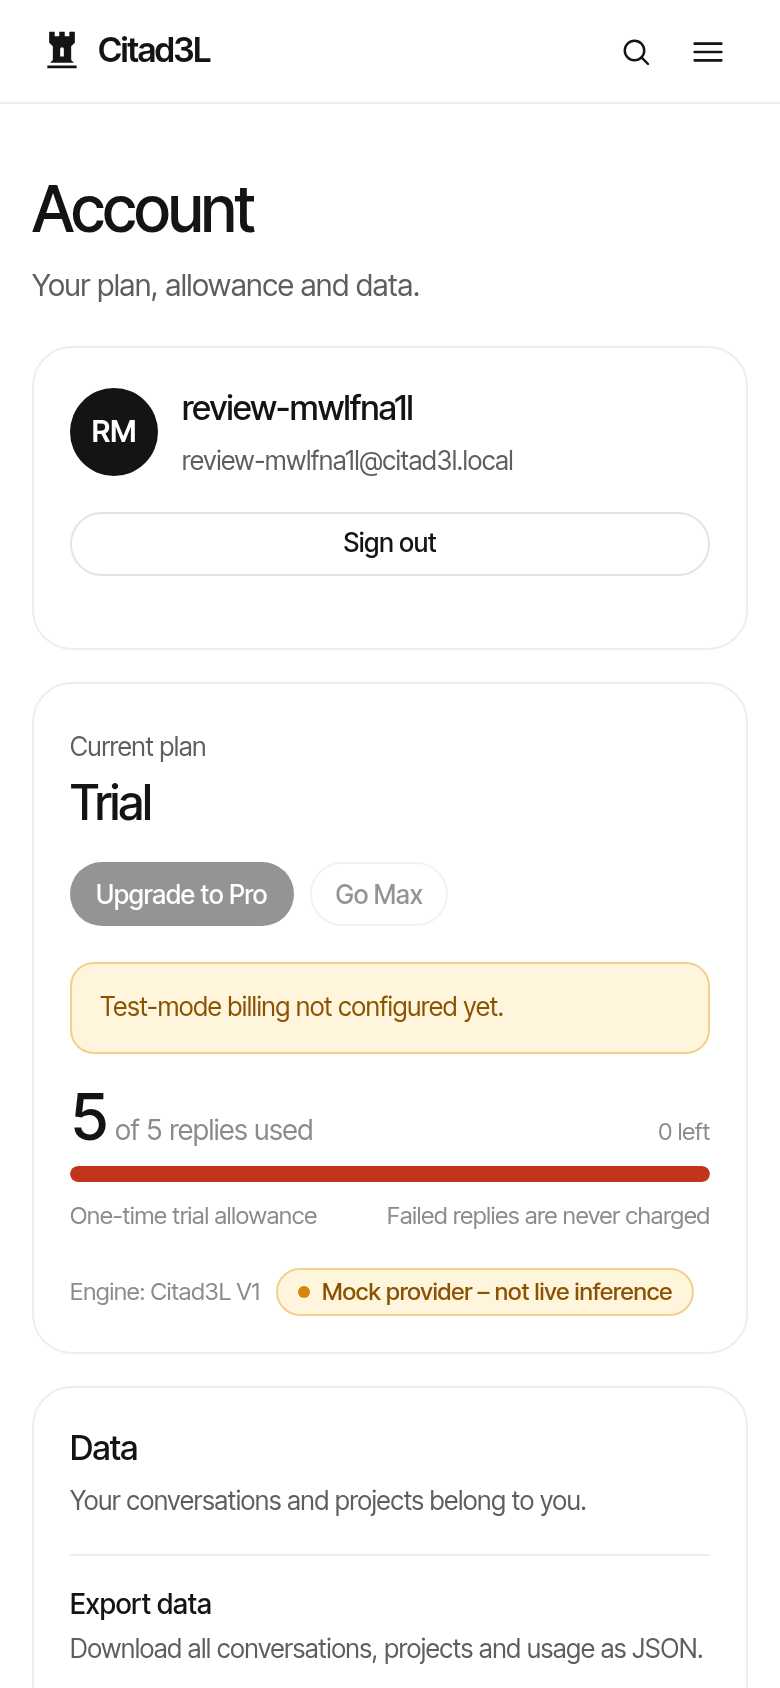 Citad3L
Account
Your plan, allowance and data.
RM
review-mwlfna1l
review-mwlfna1l@citad3l.local
Sign out
Current plan
Trial
Upgrade to Pro
Go Max
Test-mode billing not configured yet.
5 of 5 replies used
0 left
One-time trial allowance
Failed replies are never charged
Engine: Citad3L V1
Mock provider – not live inference
Data
Your conversations and projects belong to you.
Export data
Download all conversations, projects and usage as JSON.